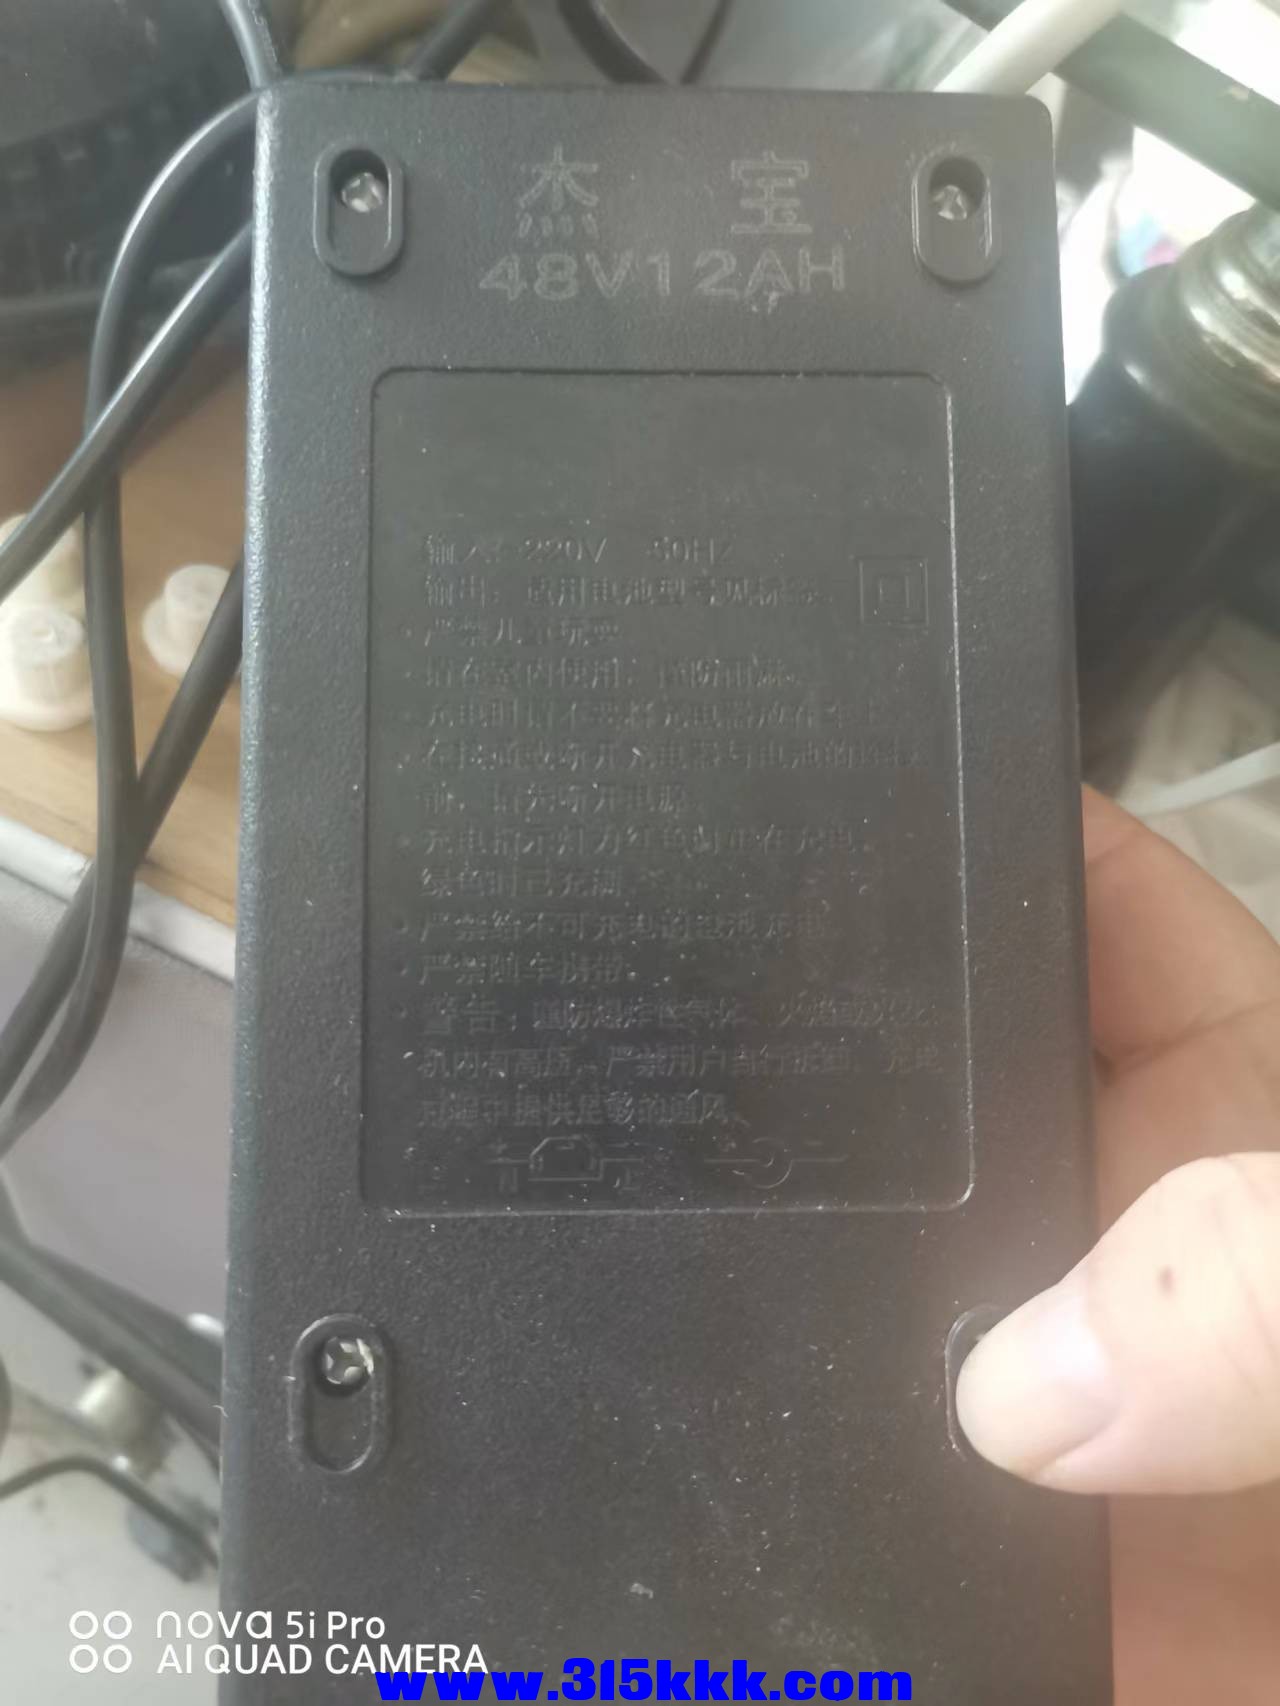 杰宝
48V12AH
输入：220V 50HZ
输出：适用电池型号见标签
·严禁儿童玩耍
·请在室内使用，谨防雨淋。
·充电时请不要将充电器放在车上
·在接通或断开充电器与电池的连接
前，请先断开电源。
·充电指示灯为红色时正在充电，
绿色时已充满。
·严禁给不可充电的电池充电
·严禁随车携带。
·警告：谨防爆炸性气体、火焰或火花
机内有高压，严禁用户自行拆卸，充电
过程中提供足够的通风。
nova 5i Pro
AI QUAD CAMERA
www.315kkk.com